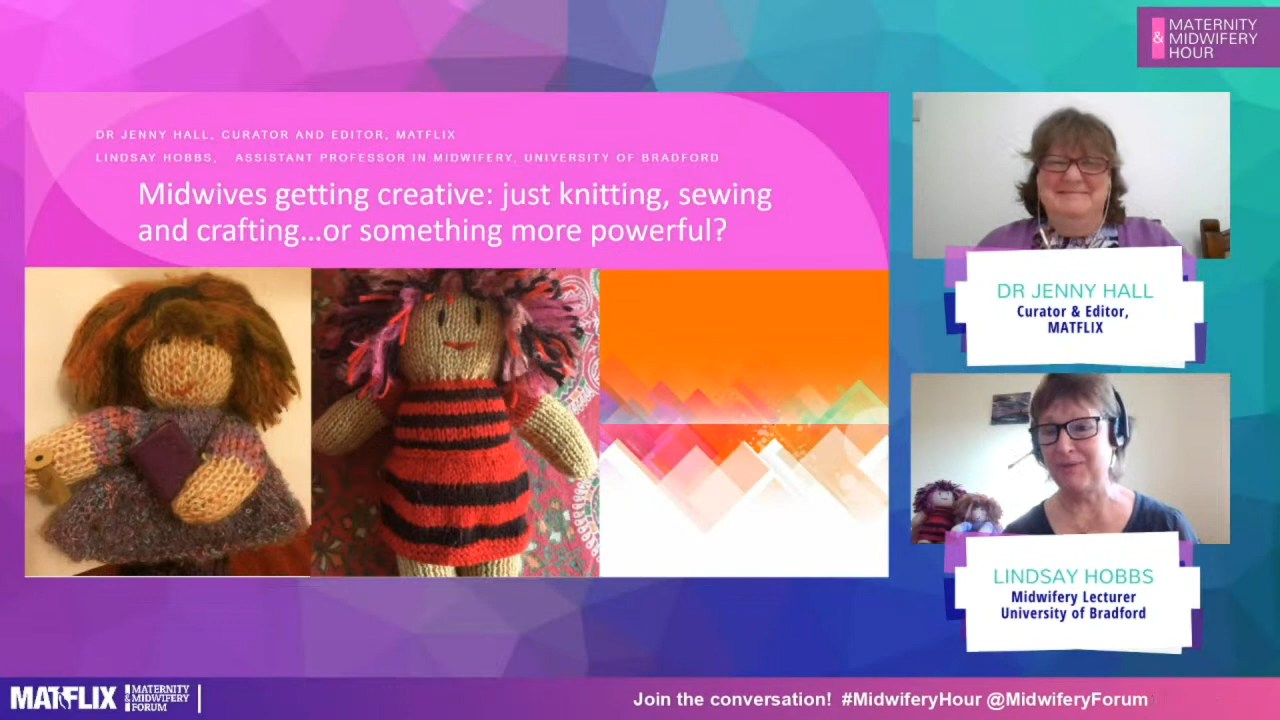 & MATERNITY
MIDWIFERY
HOUR
DR JENNY HALL, CURATOR AND EDITOR, MATFLIX
LINDSAY HOBBS, ASSISTANT PROFESSOR IN MIDWIFERY, UNIVERSITY OF BRADFORD
Midwives getting creative: just knitting, sewing
and crafting...or something more powerful?
DR JENNY HALL
Curator & Editor,
MATFLIX
LINDSAY HOBBS
Midwifery Lecturer
University of Bradford
MATFLIX
MATERNITY
& MIDWIFERY
FORUM
Join the conversation! #MidwiferyHour @MidwiferyForum